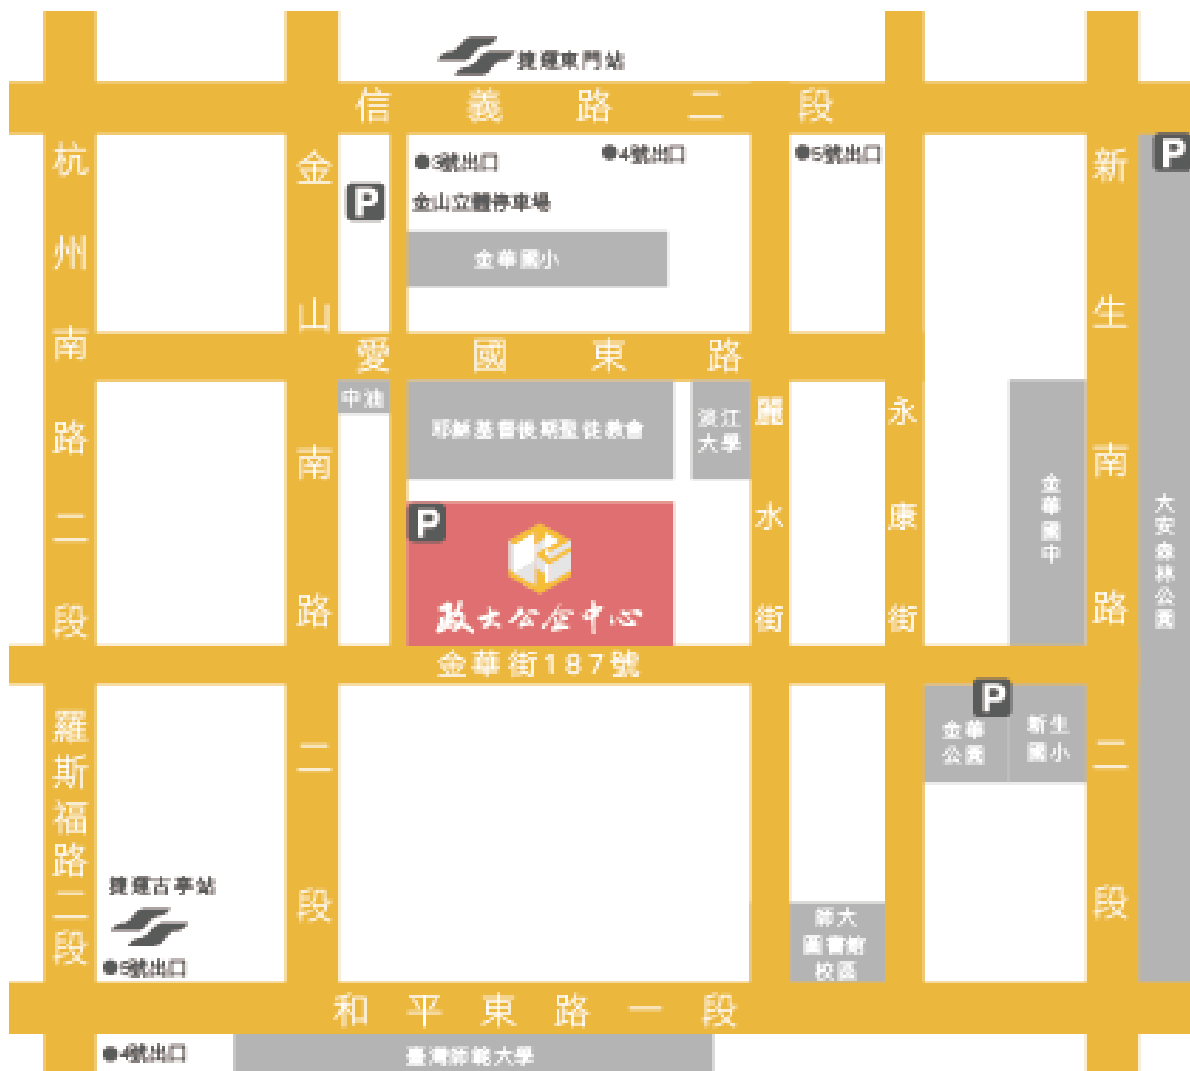 捷運東門站
信義路二段
杭州南路二段
金山南路二段
新生南路二段
P
3號出口
4號出口
5號出口
P
金山立體停車場
金華國小
愛國東路
中油
耶穌基督後期聖徒教會
淡江
大學
麗水街
永康街
金華國中
大安森林公園
P
政大公企中心
金華街187號
P
金華
公園
新生
國小
羅斯福路二段
捷運古亭站
5號出口
師大
圖書館
校區
和平東路一段
4號出口
臺灣師範大學